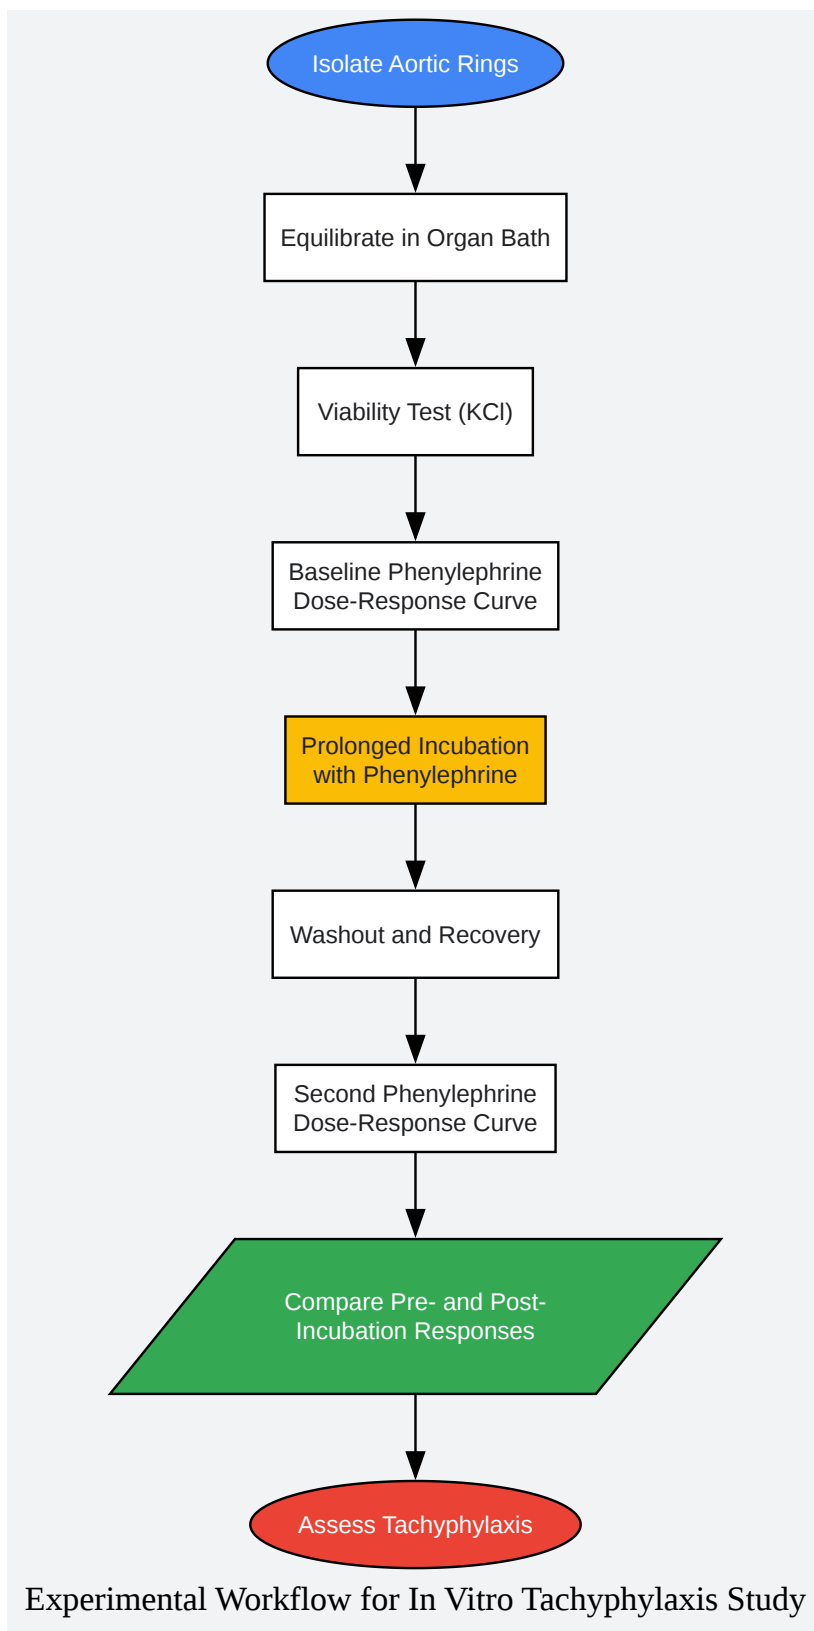 Isolate Aortic Rings
Equilibrate in Organ Bath
Viability Test (KCl)
Baseline Phenylephrine
Dose-Response Curve
Prolonged Incubation
with Phenylephrine
Washout and Recovery
Second Phenylephrine
Dose-Response Curve
Compare Pre- and Post-
Incubation Responses
Assess Tachyphylaxis
Experimental Workflow for In Vitro Tachyphylaxis Study